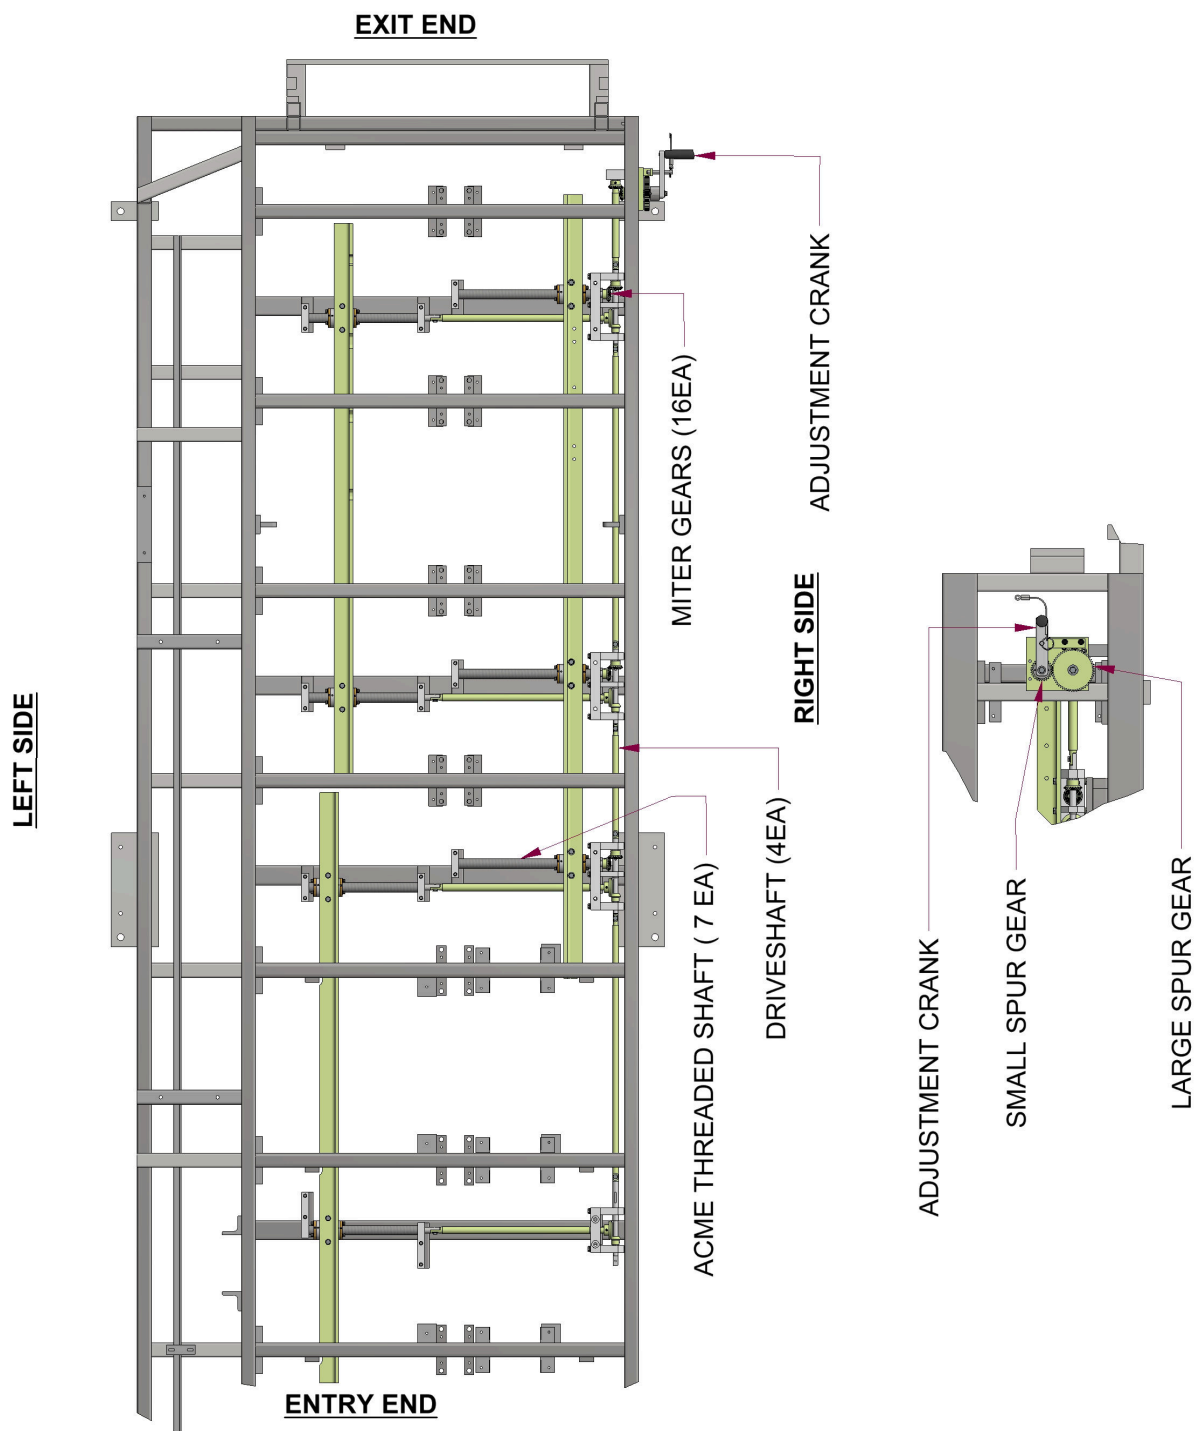 EXIT END
ADJUSTMENT CRANK
MITER GEARS (16EA)
RIGHT SIDE
LEFT SIDE
DRIVESHAFT (4EA)
ACME THREADED SHAFT ( 7 EA)
ADJUSTMENT CRANK
SMALL SPUR GEAR
LARGE SPUR GEAR
ENTRY END